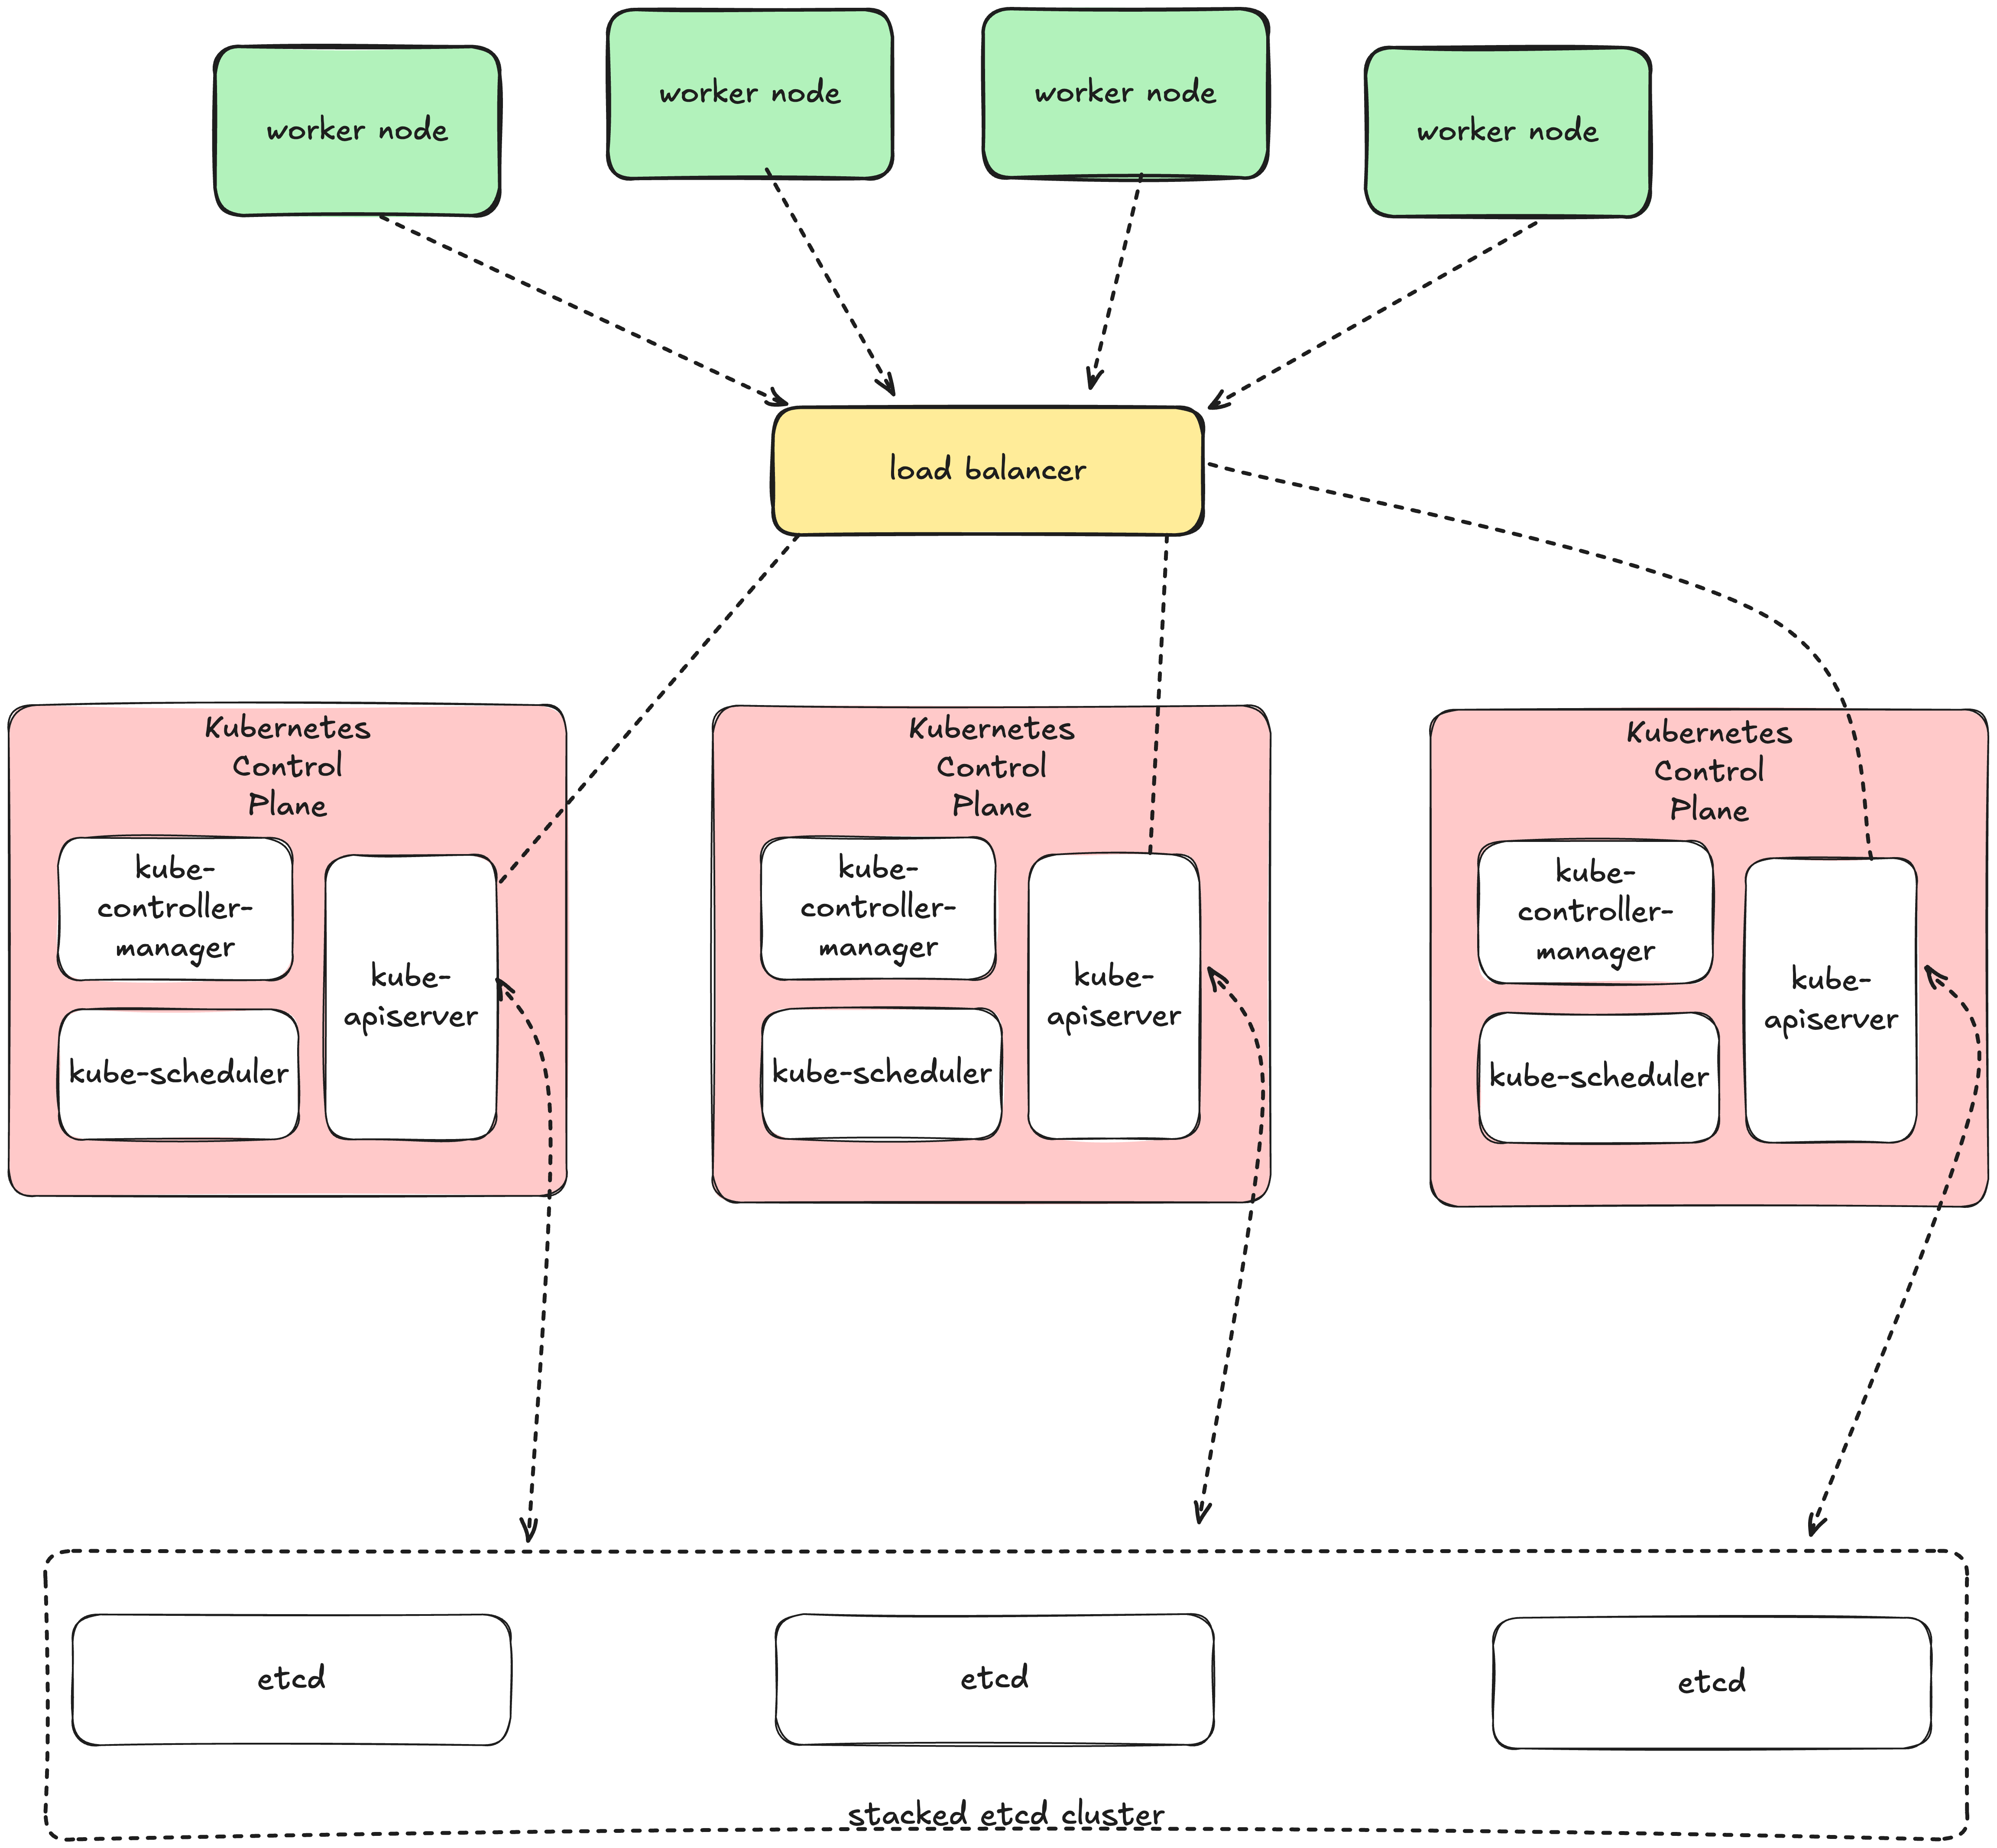 worker node
worker node
worker node
worker node
load balancer
Kubernetes
Control
Plane
kube-
controller-
manager
kube-scheduler
kube-
apiserver
Kubernetes
Control
Plane
kube-
controller-
manager
kube-scheduler
kube-
apiserver
Kubernetes
Control
Plane
kube-
controller-
manager
kube-scheduler
kube-
apiserver
etcd
etcd
etcd
stacked etcd cluster